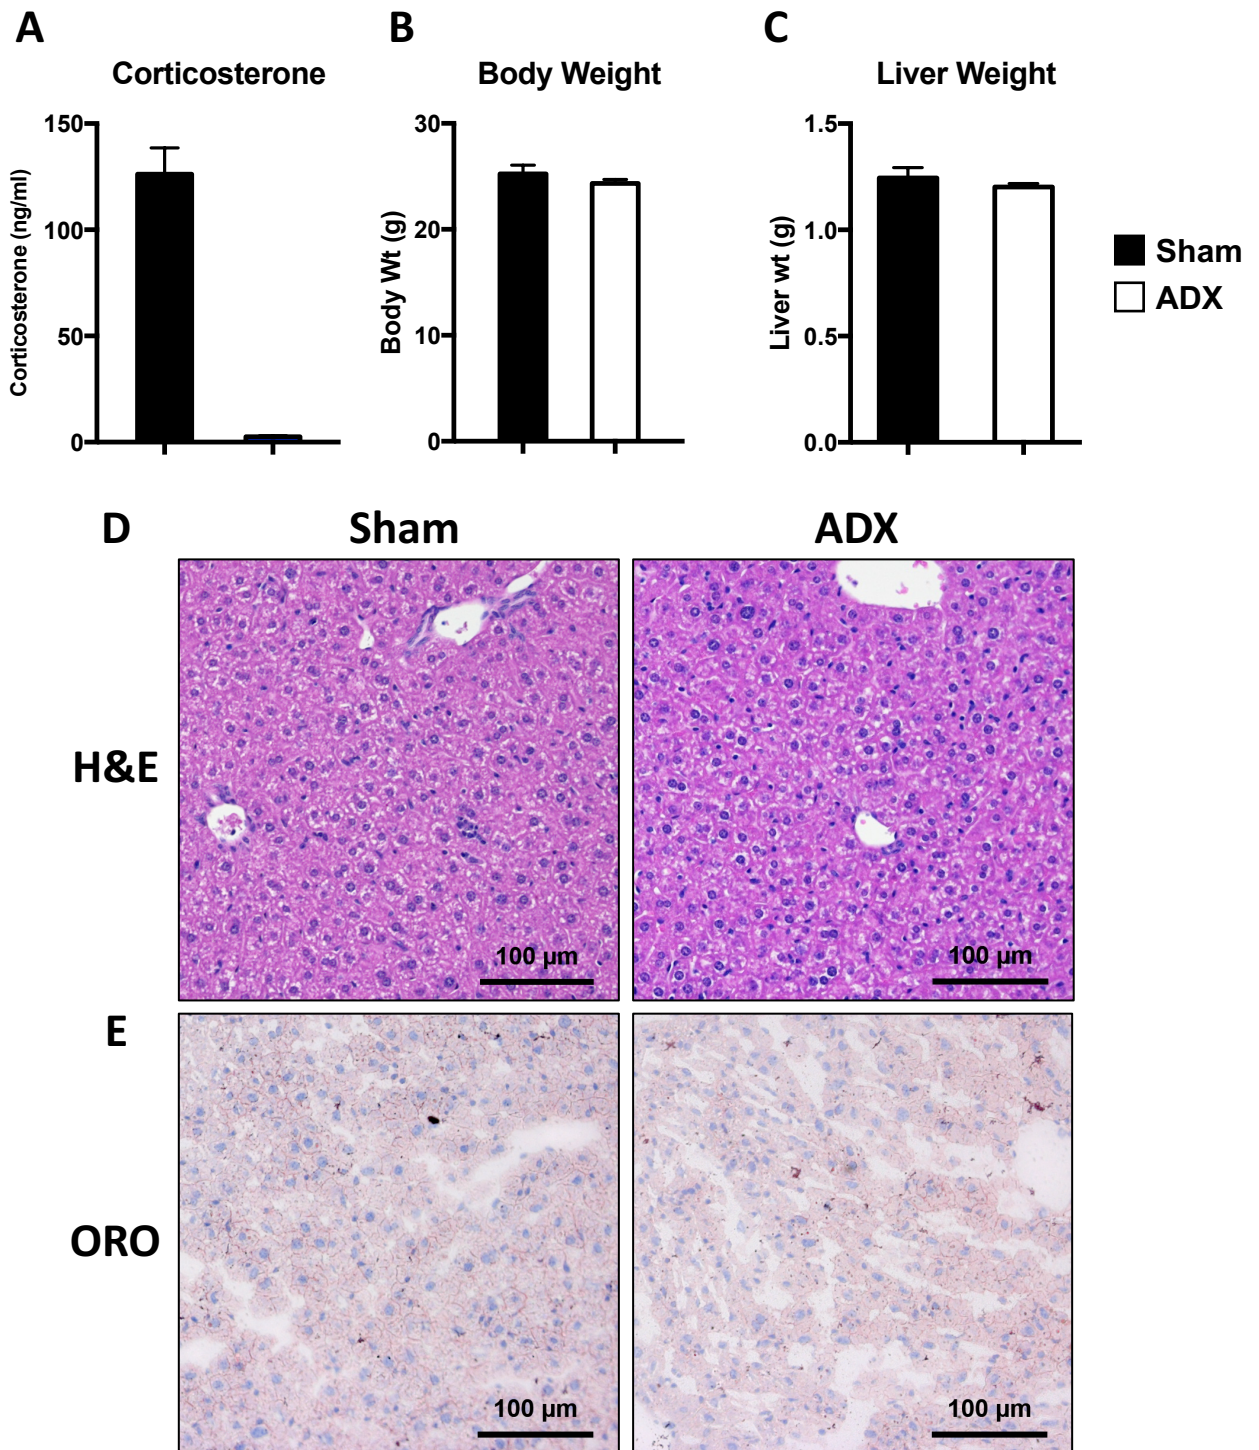 A
Corticosterone
Corticosterone (ng/ml)
150
100
50
0
B
Body Weight
Body Wt (g)
30
20
10
0
C
Liver Weight
Liver wt (g)
1.5
1.0
0.5
0.0
Sham
ADX
D
Sham
ADX
H&E
100 µm
100 µm
E
ORO
100 µm
100 µm